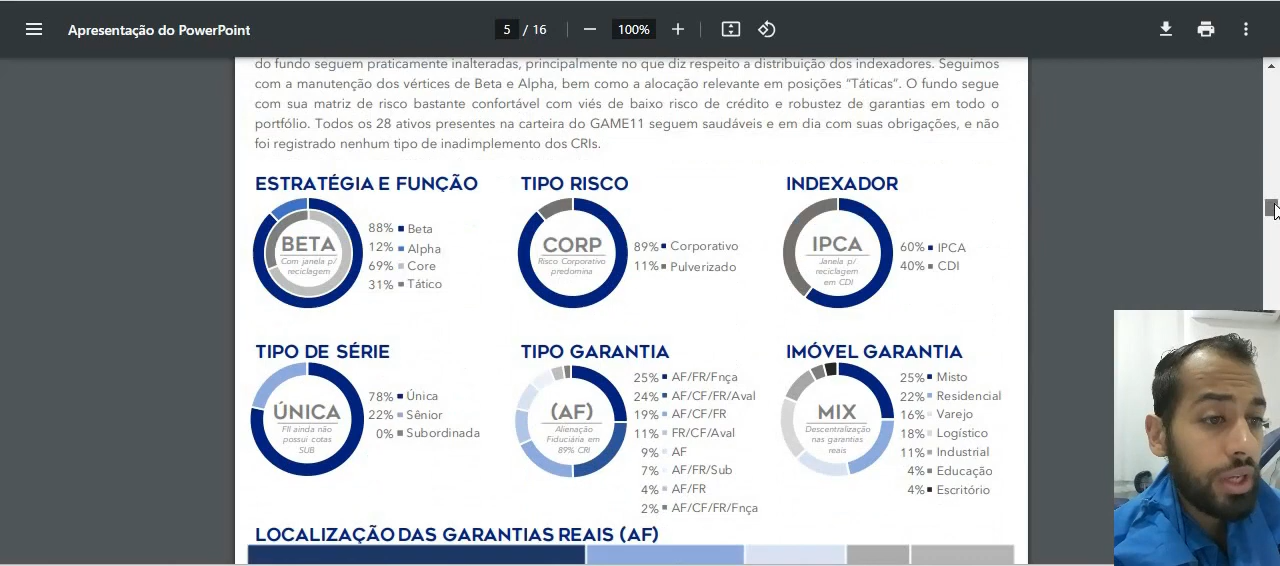 Apresentação do PowerPoint
5 / 16
100%
do fundo seguem praticamente inalteradas, principalmente no que diz respeito a distribuição dos indexadores. Seguimos
com a manutenção dos vértices de Beta e Alpha, bem como a alocação relevante em posições “Táticas”. O fundo segue
com sua matriz de risco bastante confortável com viés de baixo risco de crédito e robustez de garantias em todo o
portfólio. Todos os 28 ativos presentes na carteira do GAME11 seguem saudáveis e em dia com suas obrigações, e não
foi registrado nenhum tipo de inadimplemento dos CRIs.
ESTRATÉGIA E FUNÇÃO
BETA
Com janela p/
reciclagem
88% Beta
12% Alpha
69% Core
31% Tático
TIPO RISCO
CORP
Risco Corporativo
predomina
89% Corporativo
11% Pulverizado
INDEXADOR
IPCA
Janela p/
reciclagem
em CDI
60% IPCA
40% CDI
TIPO DE SÉRIE
ÚNICA
FII ainda não
possui cotas
SUB
78% Única
22% Sênior
0% Subordinada
TIPO GARANTIA
(AF)
Alienação
Fiduciária em
89% CRI
25% AF/FR/Fnça
24% AF/CF/FR/Aval
19% AF/CF/FR
11% FR/CF/Aval
9% AF
7% AF/FR/Sub
4% AF/FR
2% AF/CF/FR/Fnça
IMÓVEL GARANTIA
MIX
Descentralização
nas garantias
reais
25% Misto
22% Residencial
16% Varejo
18% Logístico
11% Industrial
4% Educação
4% Escritório
LOCALIZAÇÃO DAS GARANTIAS REAIS (AF)